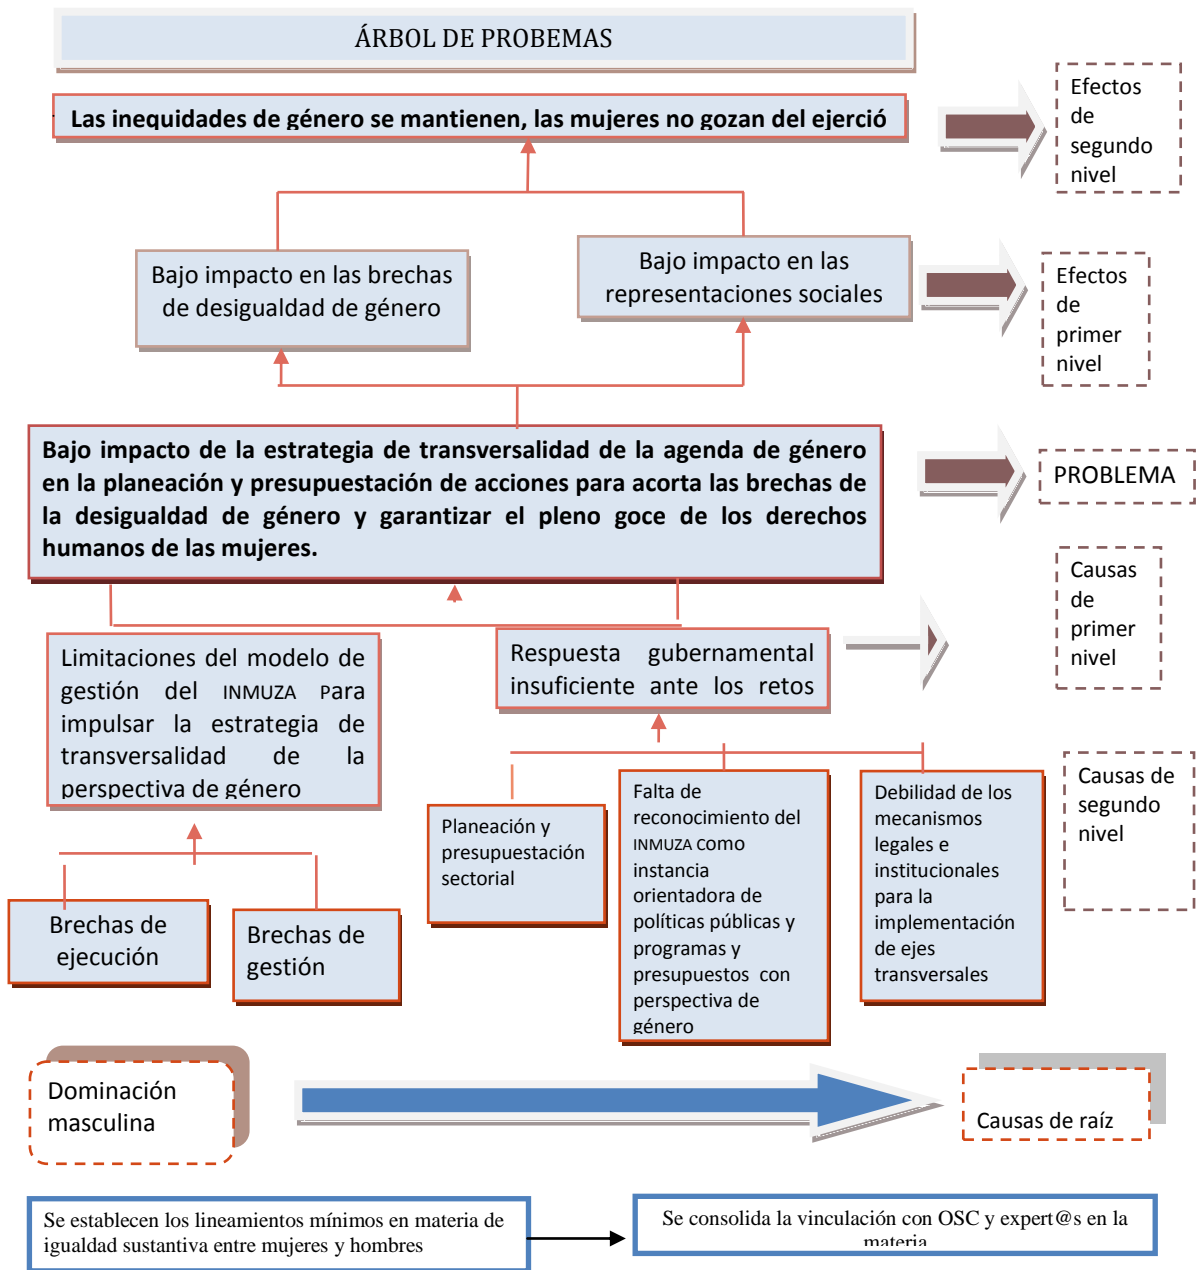 ÁRBOL DE PROBEMAS
Las inequidades de género se mantienen, las mujeres no gozan del ejerció
Efectos
de
segundo
nivel
Bajo impacto en las brechas
de desigualdad de género
Bajo impacto en las
representaciones sociales
Efectos
de
primer
nivel
Bajo impacto de la estrategia de transversalidad de la agenda de género
en la planeación y presupuestación de acciones para acorta las brechas de
la desigualdad de género y garantizar el pleno goce de los derechos
humanos de las mujeres.
PROBLEMA
Causas
de
primer
nivel
Limitaciones del modelo de
gestión del INMUZA Para
impulsar la estrategia de
transversalidad de la
perspectiva de género
Respuesta gubernamental
insuficiente ante los retos
Planeación y
presupuestación
sectorial
Falta de
reconocimiento del
INMUZA como
instancia
orientadora de
políticas públicas y
programas y
presupuestos con
perspectiva de
género
Debilidad de los
mecanismos
legales e
institucionales
para la
implementación
de ejes
transversales
Causas de
segundo
nivel
Brechas de
ejecución
Brechas de
gestión
Dominación
masculina
Causas de raíz
Se establecen los lineamientos mínimos en materia de
igualdad sustantiva entre mujeres y hombres
Se consolida la vinculación con OSC y expert@s en la
materia